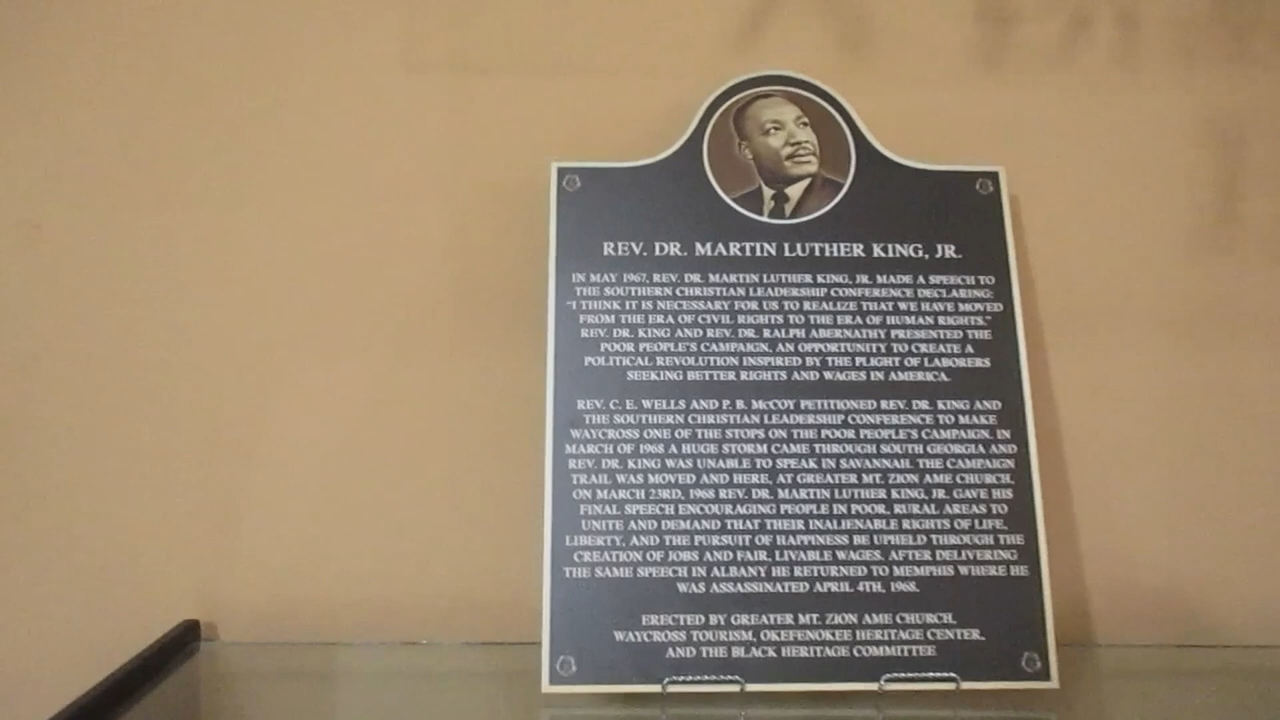 REV. DR. MARTIN LUTHER KING, JR.
IN MAY 1967, REV. DR. MARTIN LUTHER KING, JR. MADE A SPEECH TO
THE SOUTHERN CHRISTIAN LEADERSHIP CONFERENCE DECLARING:
"I THINK IT IS NECESSARY FOR US TO REALIZE THAT WE HAVE MOVED
FROM THE ERA OF CIVIL RIGHTS TO THE ERA OF HUMAN RIGHTS."
REV. DR. KING AND REV. DR. RALPH ABERNATHY PRESENTED THE
POOR PEOPLE'S CAMPAIGN, AN OPPORTUNITY TO CREATE A
POLITICAL REVOLUTION INSPIRED BY THE PLIGHT OF LABORERS
SEEKING BETTER RIGHTS AND WAGES IN AMERICA.
REV. C. E. WELLS AND P. B. McCOY PETITIONED REV. DR. KING AND
THE SOUTHERN CHRISTIAN LEADERSHIP CONFERENCE TO MAKE
WAYCROSS ONE OF THE STOPS ON THE POOR PEOPLE'S CAMPAIGN. IN
MARCH OF 1968 A HUGE STORM CAME THROUGH SOUTH GEORGIA AND
REV. DR. KING WAS UNABLE TO SPEAK IN SAVANNAH. THE CAMPAIGN
TRAIL WAS MOVED AND HERE, AT GREATER MT. ZION AME CHURCH,
ON MARCH 23RD, 1968 REV. DR. MARTIN LUTHER KING, JR. GAVE HIS
FINAL SPEECH ENCOURAGING PEOPLE IN POOR, RURAL AREAS TO
UNITE AND DEMAND THAT THEIR INALIENABLE RIGHTS OF LIFE,
LIBERTY, AND THE PURSUIT OF HAPPINESS BE UPHELD THROUGH THE
CREATION OF JOBS AND FAIR, LIVABLE WAGES. AFTER DELIVERING
THE SAME SPEECH IN ALBANY HE RETURNED TO MEMPHIS WHERE HE
WAS ASSASSINATED APRIL 4TH, 1968.
ERECTED BY GREATER MT. ZION AME CHURCH,
WAYCROSS TOURISM, OKEFENOKEE HERITAGE CENTER,
AND THE BLACK HERITAGE COMMITTEE